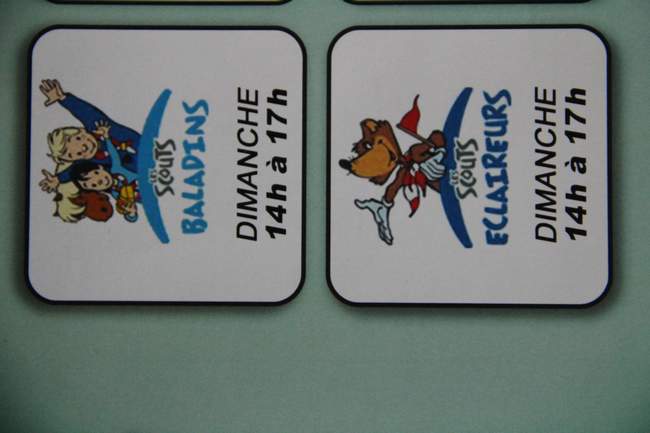 LES
SCOUTS
BALADINS
DIMANCHE
14h à 17h
LES
SCOUTS
ECLAIREURS
DIMANCHE
14h à 17h